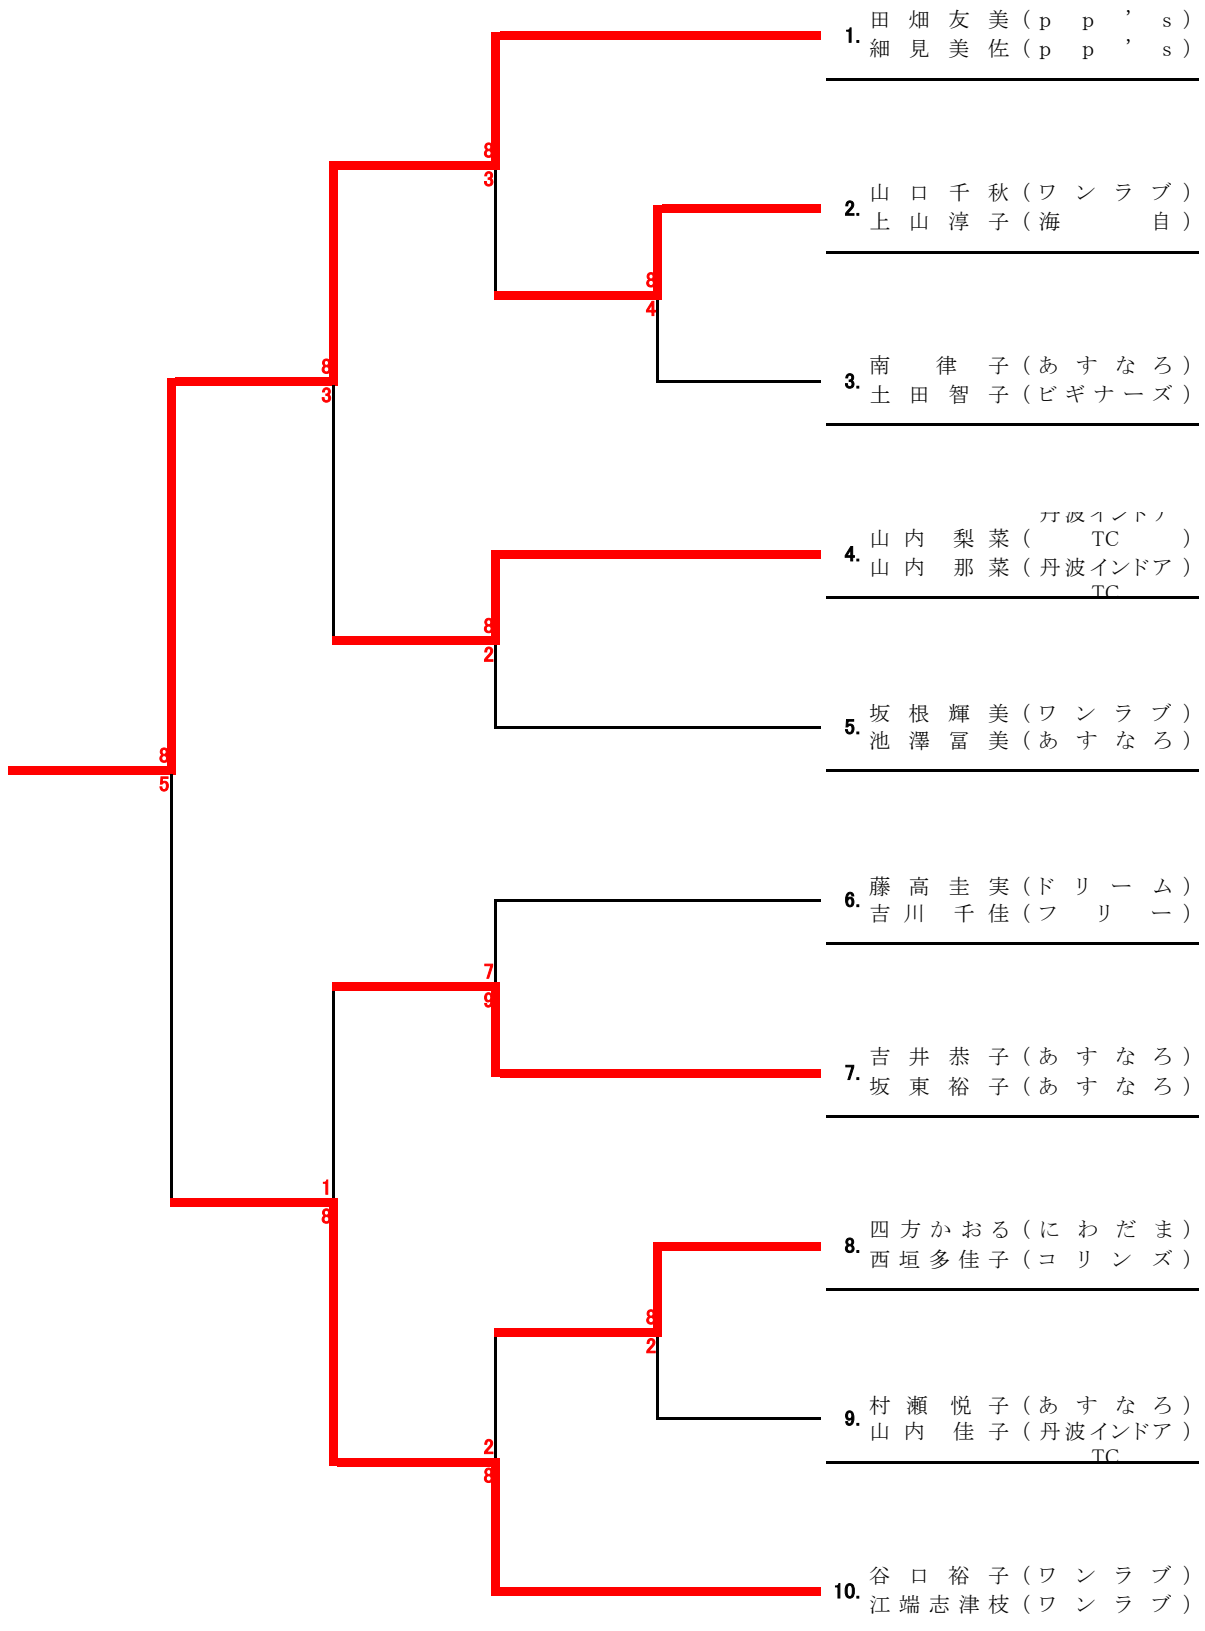 1. 田畑友美(pp's)
細見美佐(pp's)
8
3
2. 山口千秋(ワンラブ)
上山淳子(海自)
8
4
3. 南律子(あすなろ)
土田智子(ビギナーズ)
8
3
丹波インドア
4. 山内 梨菜(TC)
山内 那菜(丹波インドア)
TC
8
2
5. 坂根輝美(ワンラブ)
池澤冨美(あすなろ)
8
5
6. 藤高圭実(ドリーム)
吉川 千佳(フリー)
7
9
7. 吉井恭子(あすなろ)
坂東裕子(あすなろ)
1
8
8. 四方かおる(にわだま)
西垣多佳子(コリンズ)
8
2
9. 村瀬 悦子(あすなろ)
山内 佳子(丹波インドア)
TC
2
8
10. 谷口裕子(ワンラブ)
江端志津枝(ワンラブ)